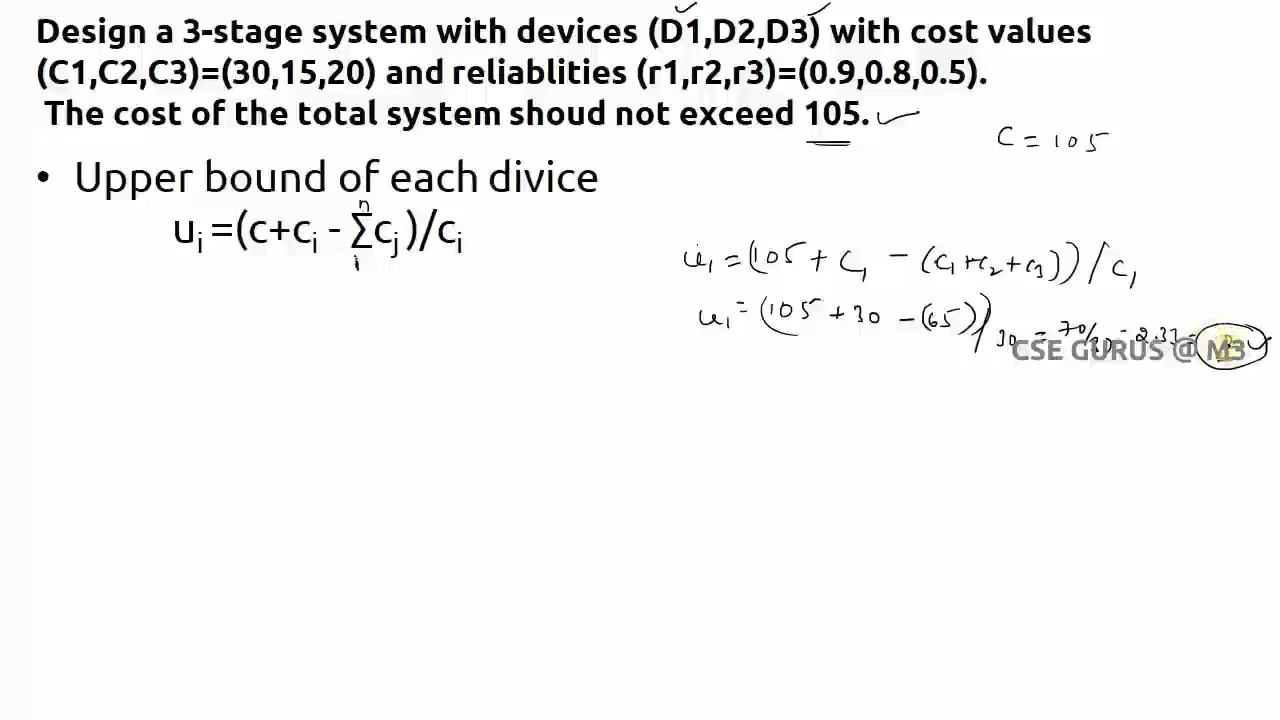 Design a 3-stage system with devices (D1,D2,D3) with cost values
(C1,C2,C3)=(30,15,20) and reliablities (r1,r2,r3)=(0.9,0.8,0.5).
The cost of the total system shoud not exceed 105.
C = 105
• Upper bound of each divice
uᵢ =(c+cᵢ - Σcⱼ )/cᵢ
n
i
u₁ = (105 + C₁ - (C₁+C₂+C₃)) / C₁
u₁ = (105 + 30 - (65)) / 30 = 70/30 = 2.33 =
CSE GURUS @ M3